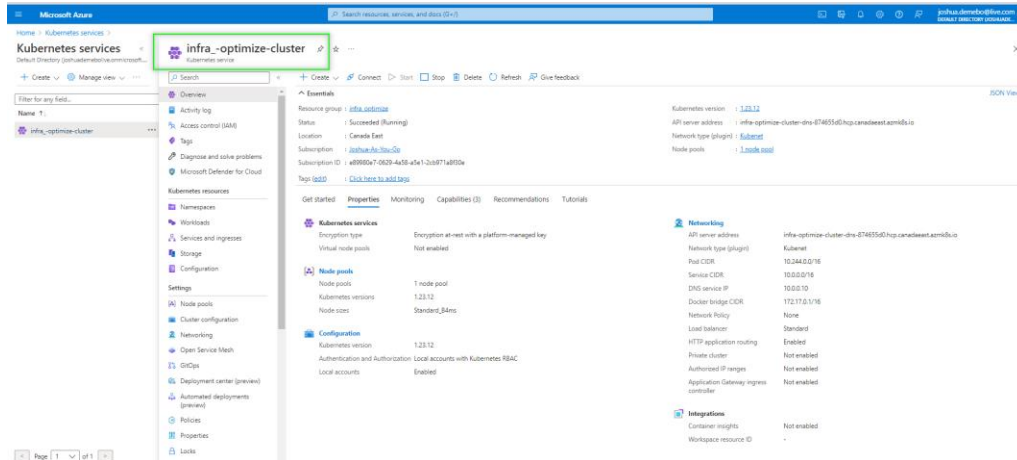 Microsoft Azure
Search resources, services, and docs (G+/)
joshua.demebo@live.com
Home > Kubernetes services >
Kubernetes services
infra_-optimize-cluster
Kubernetes service
+ Create Manage view
Search
+ Create Connect Start Stop Delete Refresh Give feedback
Filter for any field...
Name ↑
infra_-optimize-cluster
Overview
Activity log
Access control (IAM)
Tags
Diagnose and solve problems
Microsoft Defender for Cloud
Kubernetes resources
Namespaces
Workloads
Services and ingresses
Storage
Configuration
Settings
Node pools
Cluster configuration
Networking
Open Service Mesh
GitOps
Deployment center (preview)
Automated deployments
(preview)
Policies
Properties
Locks
Essentials
JSON View
Resource group : infra_optimize
Status : Succeeded (Running)
Location : Canada East
Subscription : Joshua-As-You-Go
Subscription ID :
Tags (edit) : Click here to add tags
Kubernetes version : 1.23.12
API server address : infra-optimize-cluster-dns-874655d0.hcp.canadaeast.azmk8s.io
Network type (plugin) : Kubenet
Node pools : 1 node pool
Get started Properties Monitoring Capabilities (3) Recommendations Tutorials
Kubernetes services
Encryption type Encryption at-rest with a platform-managed key
Virtual node pools Not enabled
Node pools
Node pools 1 node pool
Kubernetes versions 1.23.12
Node sizes Standard_B4ms
Configuration
Kubernetes version 1.23.12
Authentication and Authorization Local accounts with Kubernetes RBAC
Local accounts Enabled
Networking
API server address infra-optimize-cluster-dns-874655d0.hcp.canadaeast.azmk8s.io
Network type (plugin) Kubenet
Pod CIDR 10.244.0.0/16
Service CIDR 10.0.0.0/16
DNS service IP 10.0.0.10
Docker bridge CIDR 172.17.0.1/16
Network Policy None
Load balancer Standard
HTTP application routing Enabled
Private cluster Not enabled
Authorized IP ranges Not enabled
Application Gateway ingress Not enabled
controller
Integrations
Container insights Not enabled
Workspace resource ID -
Page 1 of 1